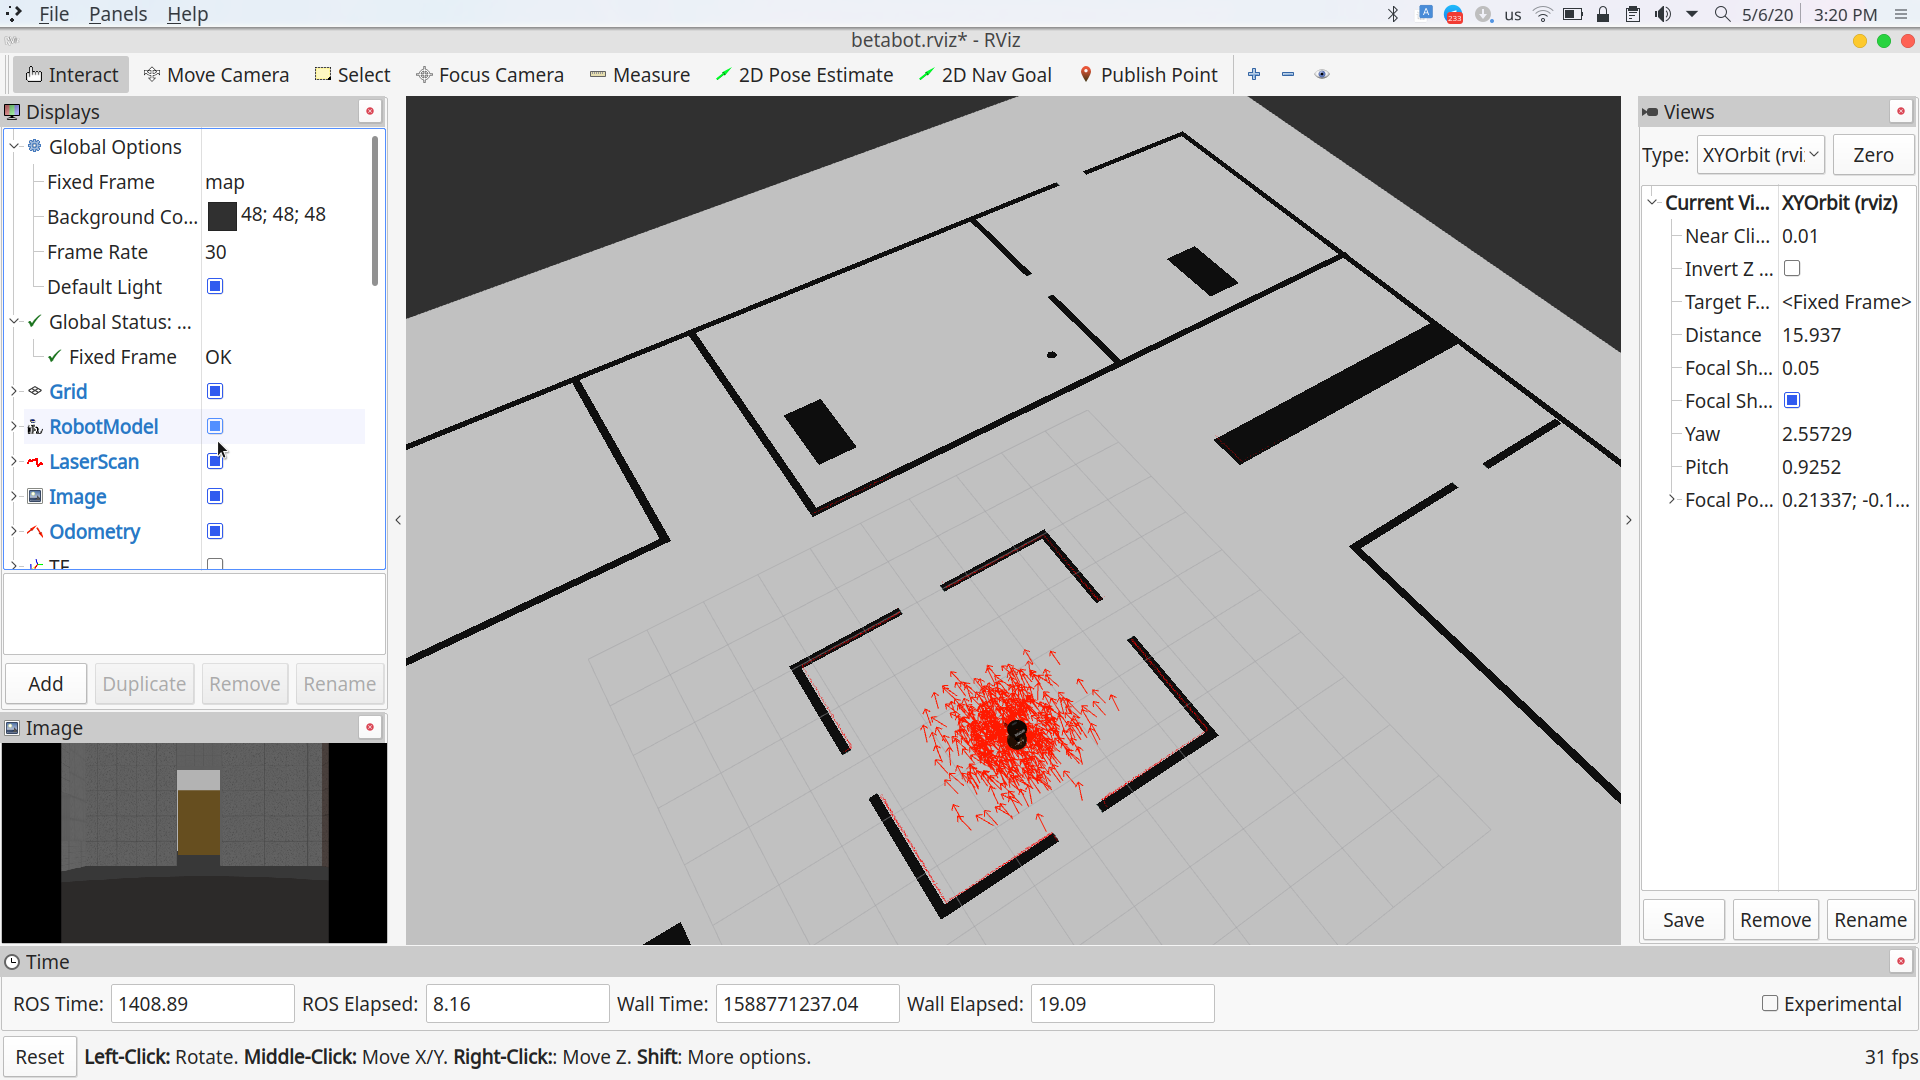 File Panels Help
A 233 us 5/6/20 3:20 PM
betabot.rviz* - RViz
Interact Move Camera Select Focus Camera Measure 2D Pose Estimate 2D Nav Goal Publish Point
Displays
Global Options
Fixed Frame map
Background Co... 48; 48; 48
Frame Rate 30
Default Light
Global Status: ...
Fixed Frame OK
Grid
RobotModel
LaserScan
Image
Odometry
TF
Add Duplicate Remove Rename
Image
Views
Type: XYOrbit (rvi: Zero
Current Vi... XYOrbit (rviz)
Near Cli... 0.01
Invert Z ...
Target F... <Fixed Frame>
Distance 15.937
Focal Sh... 0.05
Focal Sh...
Yaw 2.55729
Pitch 0.9252
Focal Po... 0.21337; -0.1...
Save Remove Rename
Time
ROS Time: 1408.89 ROS Elapsed: 8.16 Wall Time: 1588771237.04 Wall Elapsed: 19.09 Experimental
Reset Left-Click: Rotate. Middle-Click: Move X/Y. Right-Click:: Move Z. Shift: More options. 31 fps